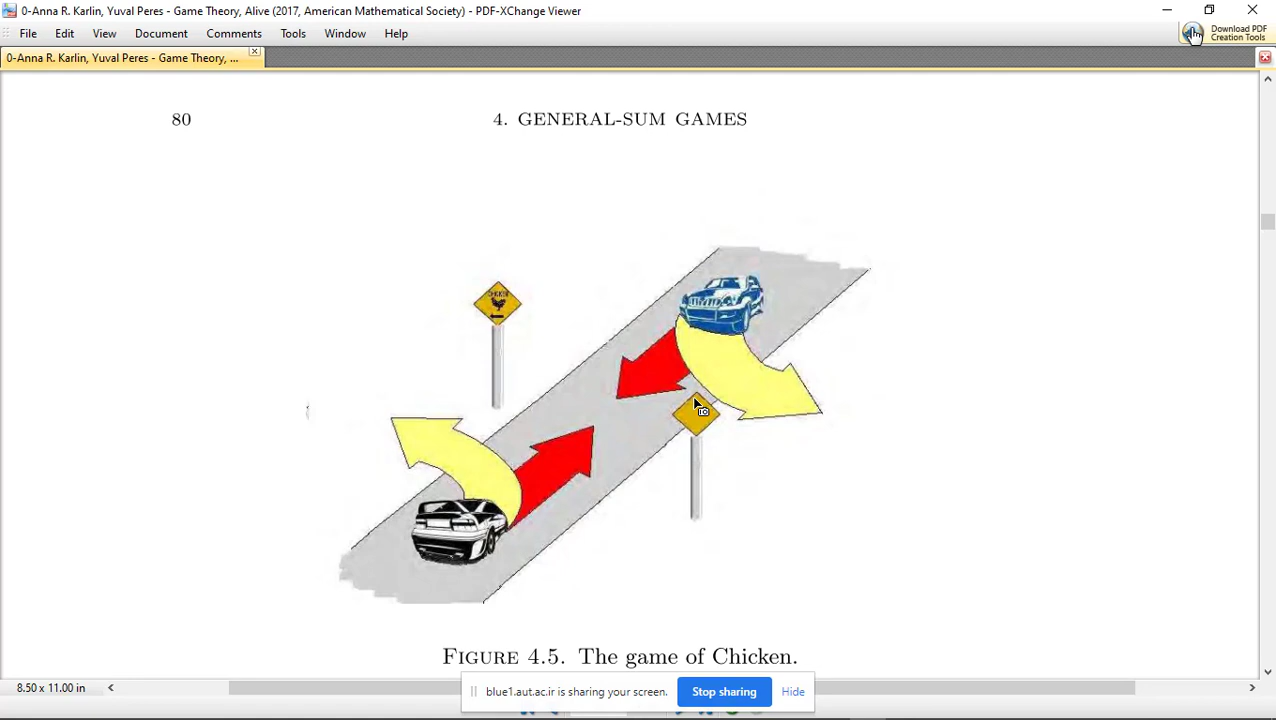 0-Anna R. Karlin, Yuval Peres - Game Theory, Alive (2017, American Mathematical Society) - PDF-XChange Viewer
File Edit View Document Comments Tools Window Help
Download PDF
Creation Tools
0-Anna R. Karlin, Yuval Peres - Game Theory, ...
80 4. GENERAL-SUM GAMES
CHICKEN
FIGURE 4.5. The game of Chicken.
8.50 x 11.00 in
blue1.aut.ac.ir is sharing your screen. Stop sharing Hide